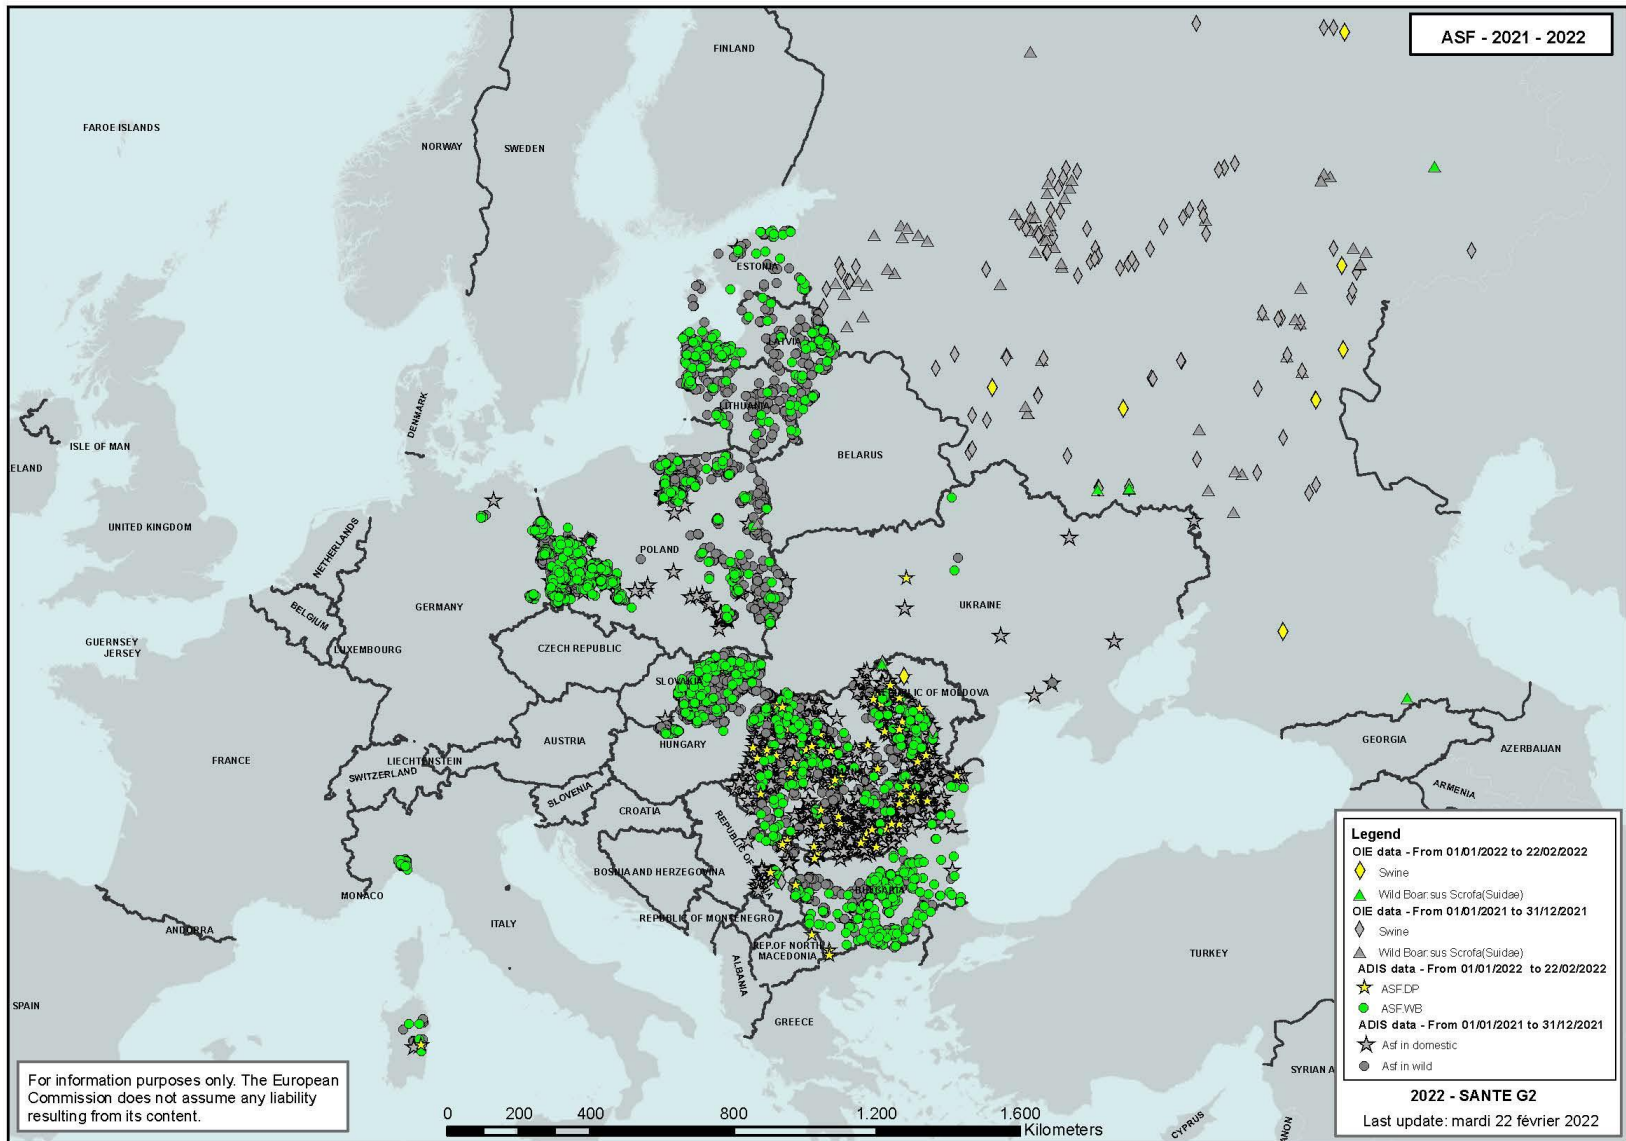 ASF - 2021 - 2022
FINLAND
FAROE ISLANDS
NORWAY
SWEDEN
ESTONIA
LATVIA
LITHUANIA
DENMARK
ISLE OF MAN
ELAND
BELARUS
UNITED KINGDOM
NETHERLANDS
POLAND
BELGIUM
GERMANY
UKRAINE
GUERNSEY
JERSEY
LUXEMBOURG
CZECH REPUBLIC
SLOVAKIA
REPUBLIC OF MOLDOVA
AUSTRIA
HUNGARY
FRANCE
LIECHTENSTEIN
SWITZERLAND
SLOVENIA
CROATIA
GEORGIA
AZERBAIJAN
ARMENIA
BOSNIA AND HERZEGOVINA
BULGARIA
MONACO
REPUBLIC OF MONTENEGRO
ITALY
ANDORRA
REP.OF NORTH
MACEDONIA
ALBANIA
TURKEY
SPAIN
GREECE
SYRIAN A
CYPRUS
NON
Legend
OIE data - From 01/01/2022 to 22/02/2022
Swine
Wild Boar:sus Scrofa(Suidae)
OIE data - From 01/01/2021 to 31/12/2021
Swine
Wild Boar:sus Scrofa(Suidae)
ADIS data - From 01/01/2022 to 22/02/2022
ASF.DP
ASF.WB
ADIS data - From 01/01/2021 to 31/12/2021
Asf in domestic
Asf in wild
2022 - SANTE G2
Last update: mardi 22 février 2022
For information purposes only. The European
Commission does not assume any liability
resulting from its content.
0 200 400 800 1.200 1.600
Kilometers